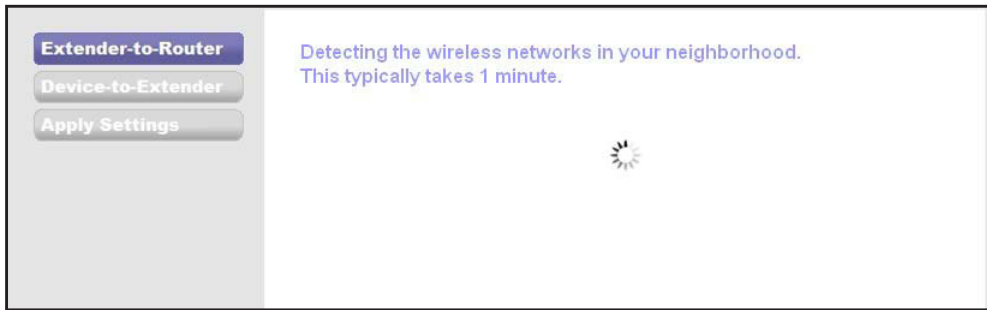 Extender-to-Router
Device-to-Extender
Apply Settings
Detecting the wireless networks in your neighborhood.
This typically takes 1 minute.